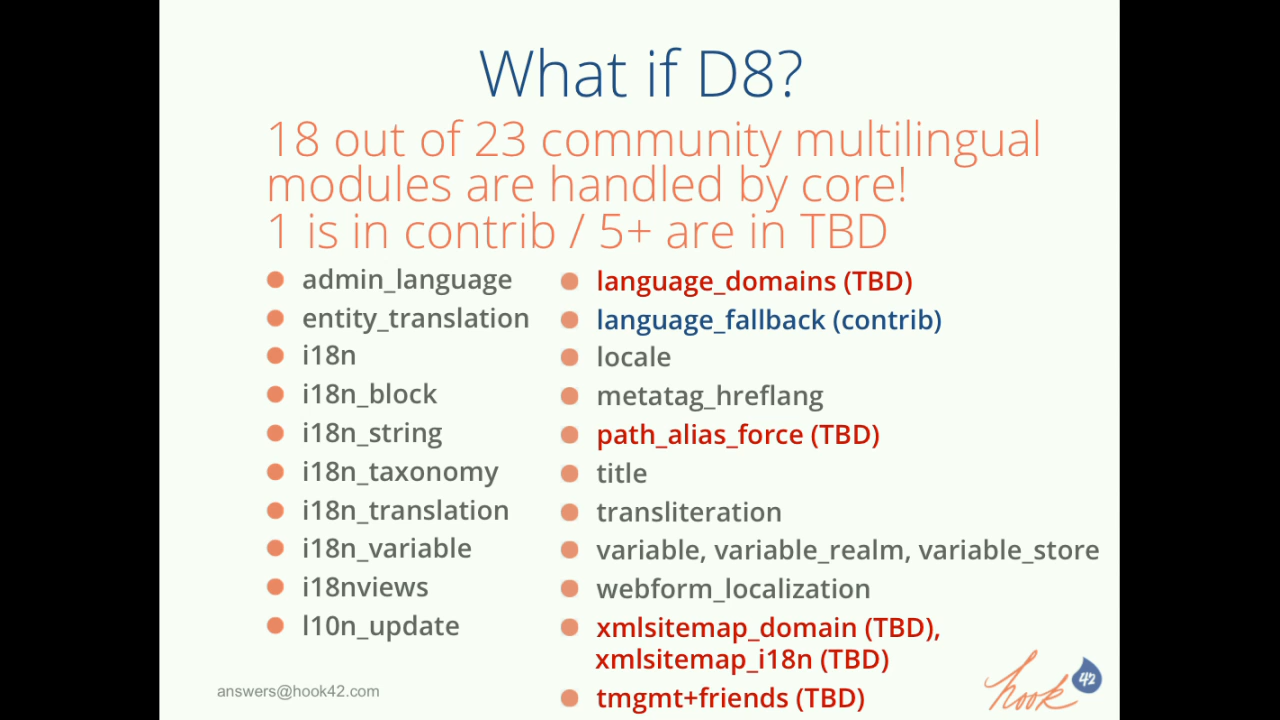 What if D8?
18 out of 23 community multilingual
modules are handled by core!
1 is in contrib / 5+ are in TBD
admin_language
entity_translation
i18n
i18n_block
i18n_string
i18n_taxonomy
i18n_translation
i18n_variable
i18nviews
l10n_update
language_domains (TBD)
language_fallback (contrib)
locale
metatag_hreflang
path_alias_force (TBD)
title
transliteration
variable, variable_realm, variable_store
webform_localization
xmlsitemap_domain (TBD),
xmlsitemap_i18n (TBD)
tmgmt+friends (TBD)
answers@hook42.com
hook 42